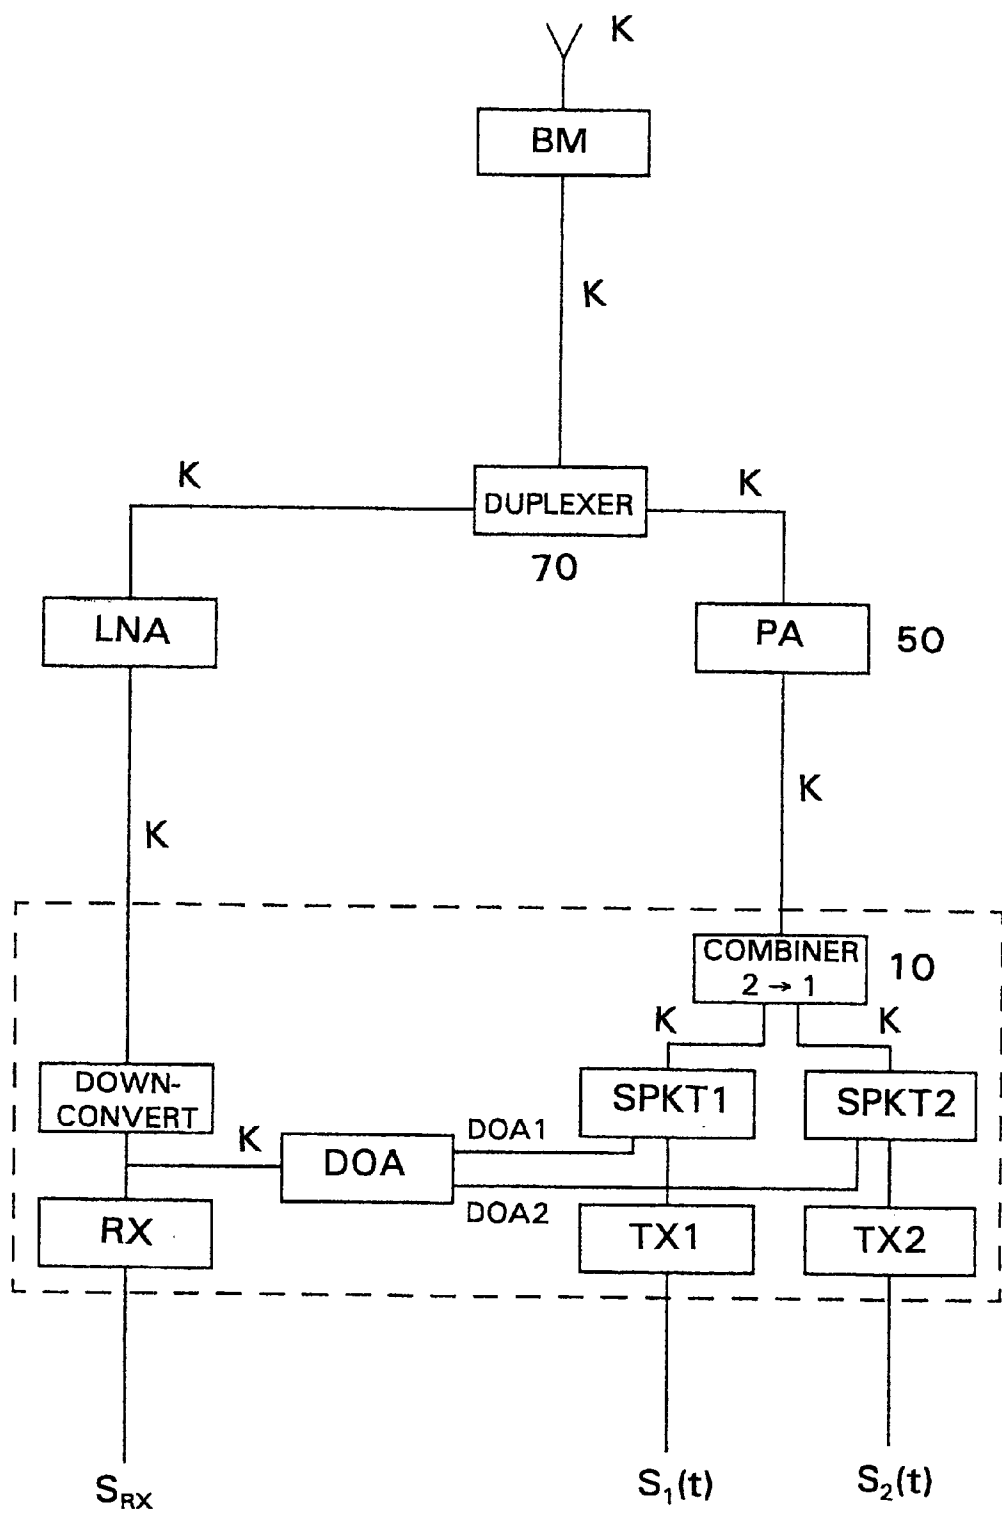 K
BM
K
K
DUPLEXER
K
70
LNA
PA
50
K
K
COMBINER
2 → 1
10
K
K
DOWN-
CONVERT
SPKT1
SPKT2
K
DOA
DOA1
DOA2
RX
TX1
TX2
S_RX
S₁(t)
S₂(t)